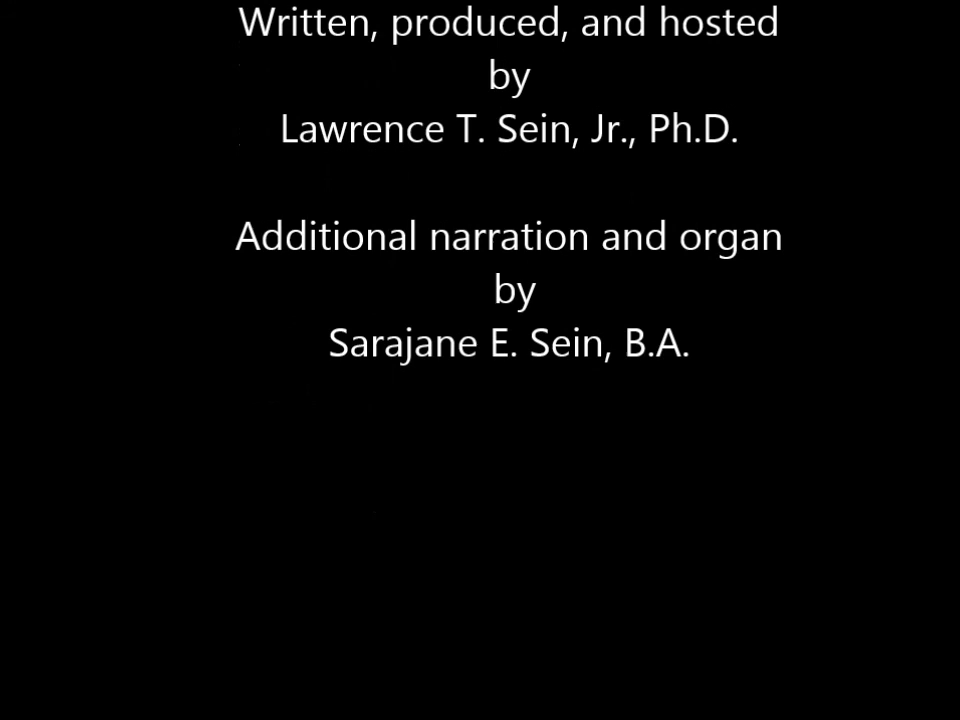 Written, produced, and hosted
by
Lawrence T. Sein, Jr., Ph.D.
Additional narration and organ
by
Sarajane E. Sein, B.A.